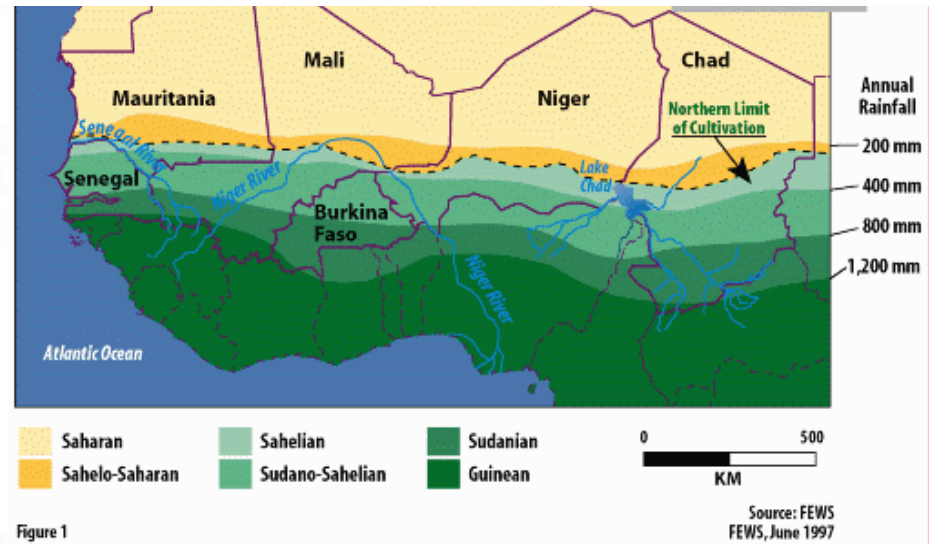 Mali
Chad
Mauritania
Niger
Annual
Rainfall
Northern Limit
of Cultivation
Senegal River
200 mm
Lake
Chad
Senegal
Niger River
400 mm
Burkina
Faso
800 mm
Niger River
1,200 mm
Atlantic Ocean
Saharan
Sahelian
Sudanian
0 500
Sahelo-Saharan
Sudano-Sahelian
Guinean
KM
Source: FEWS
Figure 1
FEWS, June 1997